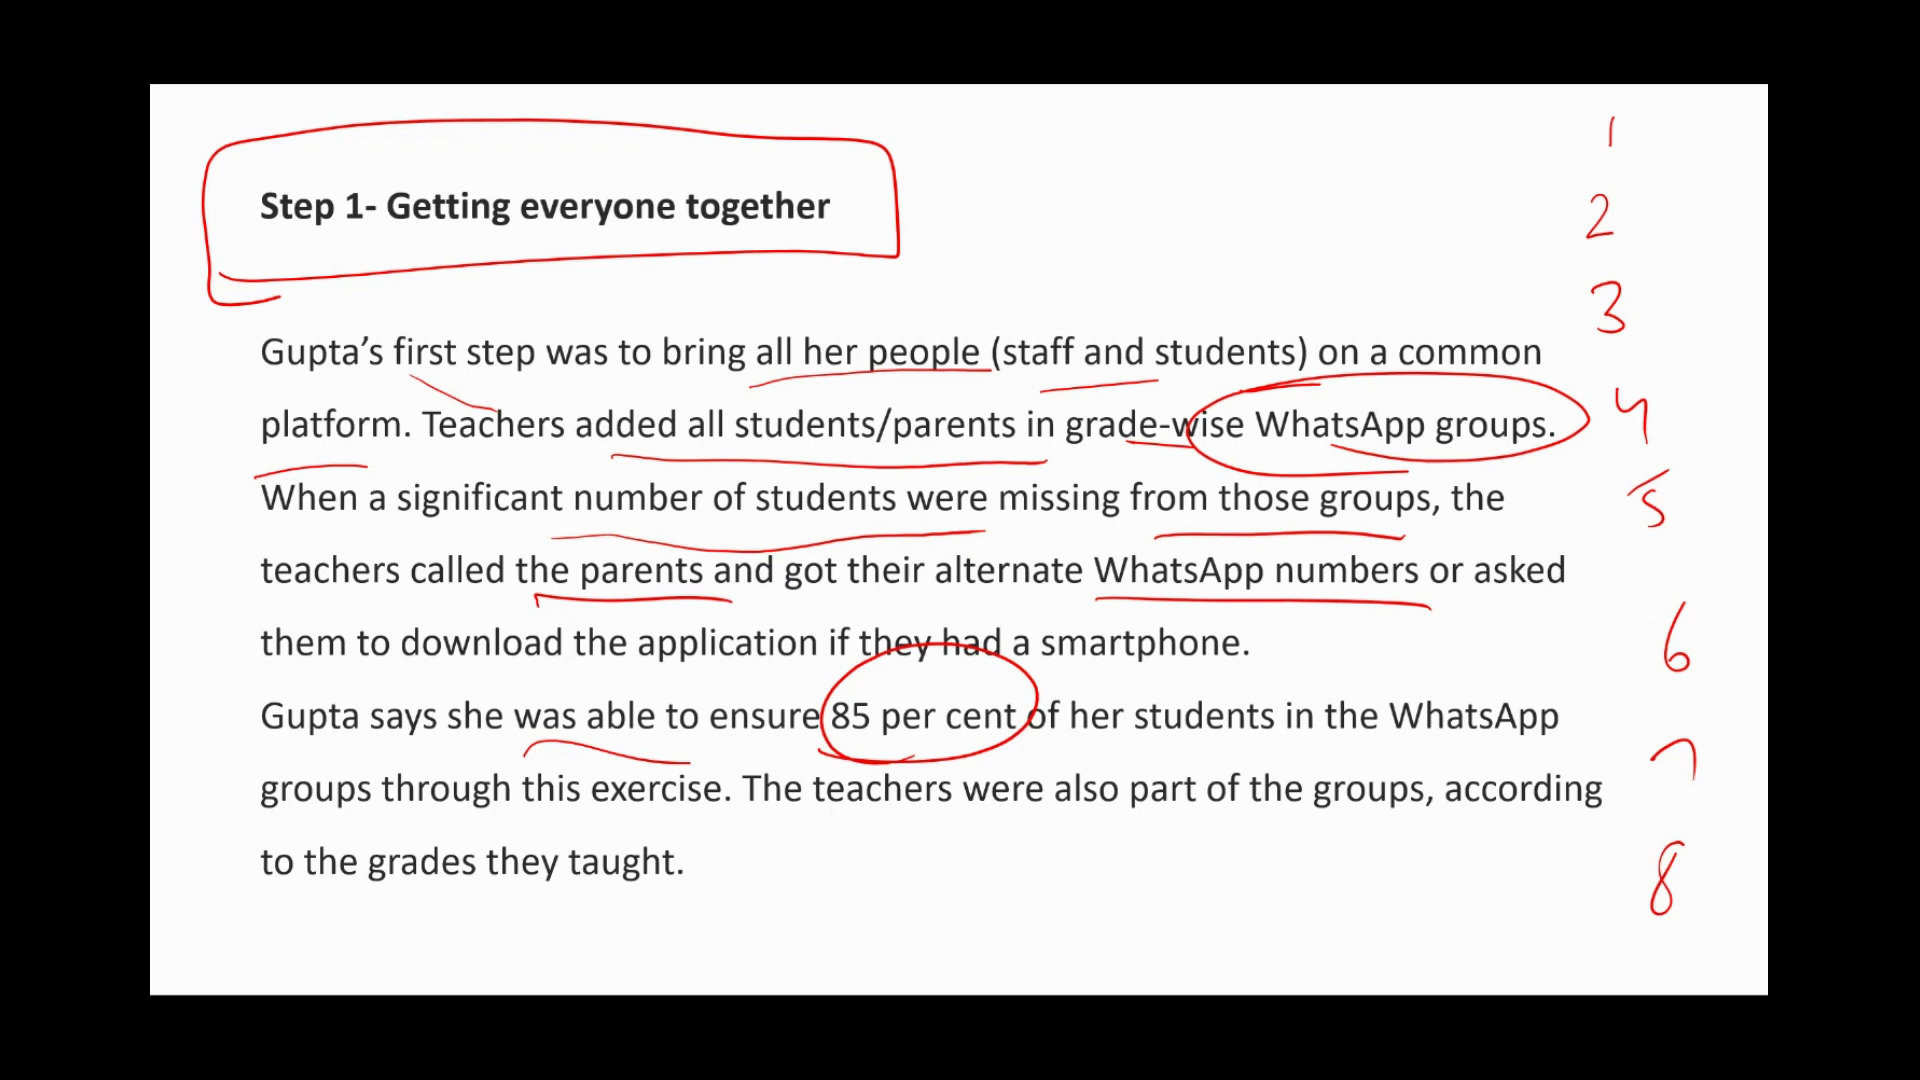 Step 1- Getting everyone together
Gupta’s first step was to bring all her people (staff and students) on a common
platform. Teachers added all students/parents in grade-wise WhatsApp groups.
When a significant number of students were missing from those groups, the
teachers called the parents and got their alternate WhatsApp numbers or asked
them to download the application if they had a smartphone.
Gupta says she was able to ensure 85 per cent of her students in the WhatsApp
groups through this exercise. The teachers were also part of the groups, according
to the grades they taught.
1
2
3
4
5
6
7
8